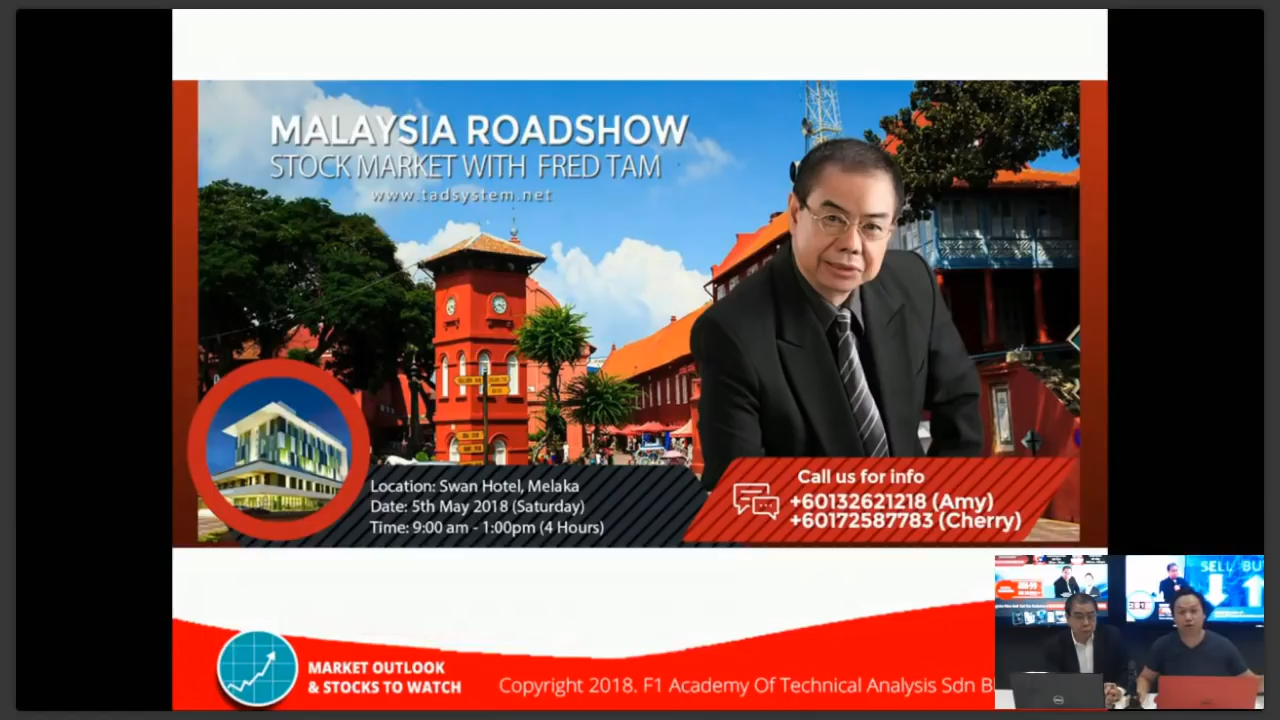 MALAYSIA ROADSHOW
STOCK MARKET WITH FRED TAM
www.tadsystem.net
Location: Swan Hotel, Melaka
Date: 5th May 2018 (Saturday)
Time: 9:00 am - 1:00pm (4 Hours)
Call us for info
+60132621218 (Amy)
+60172587783 (Cherry)
MARKET OUTLOOK
& STOCKS TO WATCH
Copyright 2018. F1 Academy Of Technical Analysis Sdn B
SELL BU